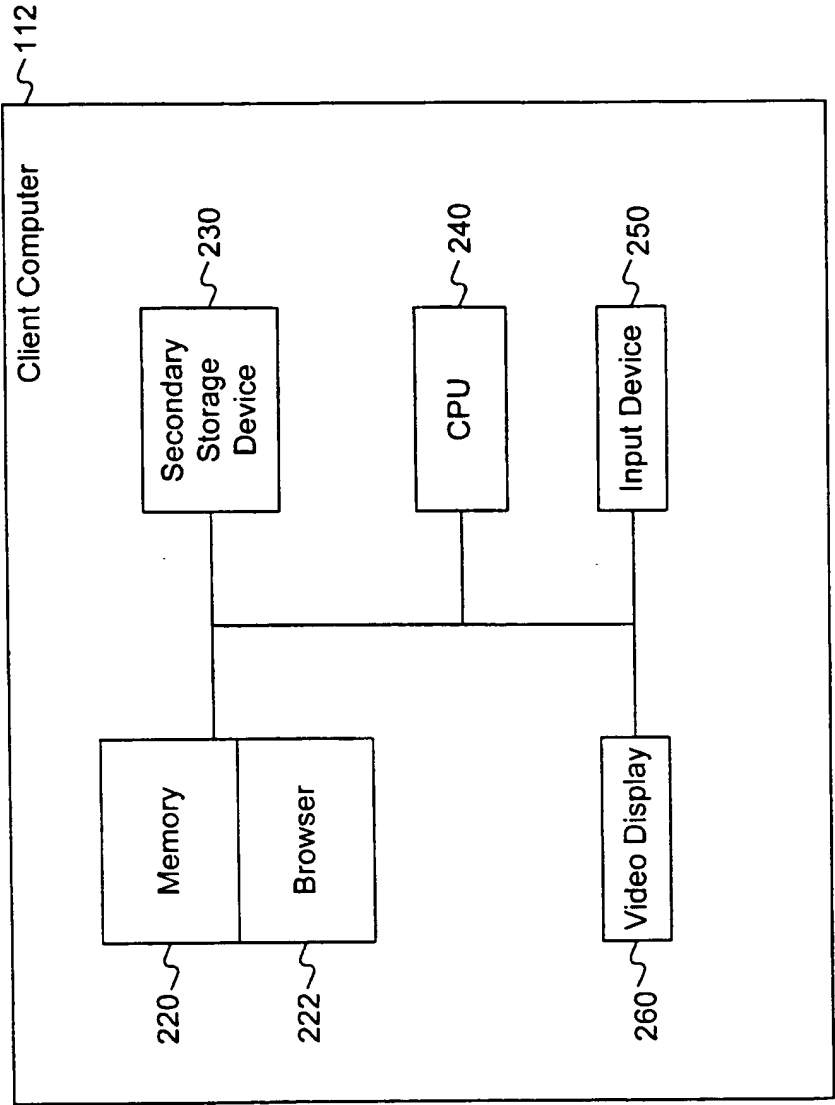 Client Computer
112
220
Memory
222
Browser
Secondary
Storage
Device
230
CPU
240
260
Video Display
Input Device
250